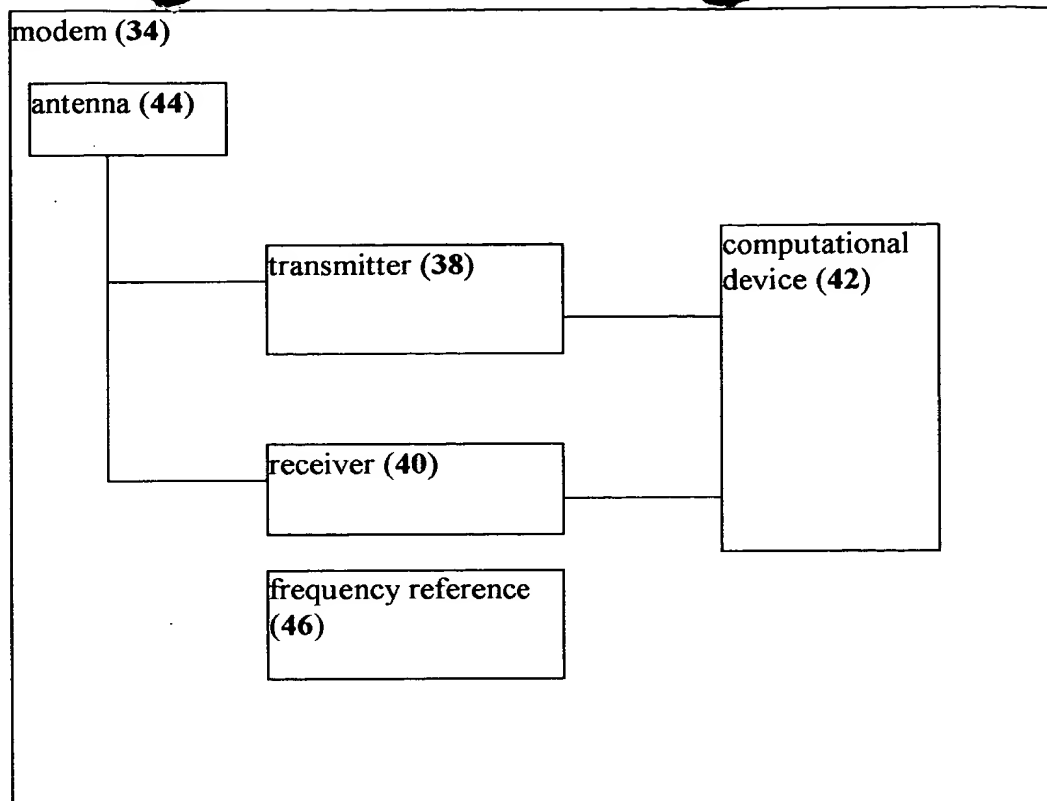 modem (34)
antenna (44)
transmitter (38)
computational
device (42)
receiver (40)
frequency reference
(46)